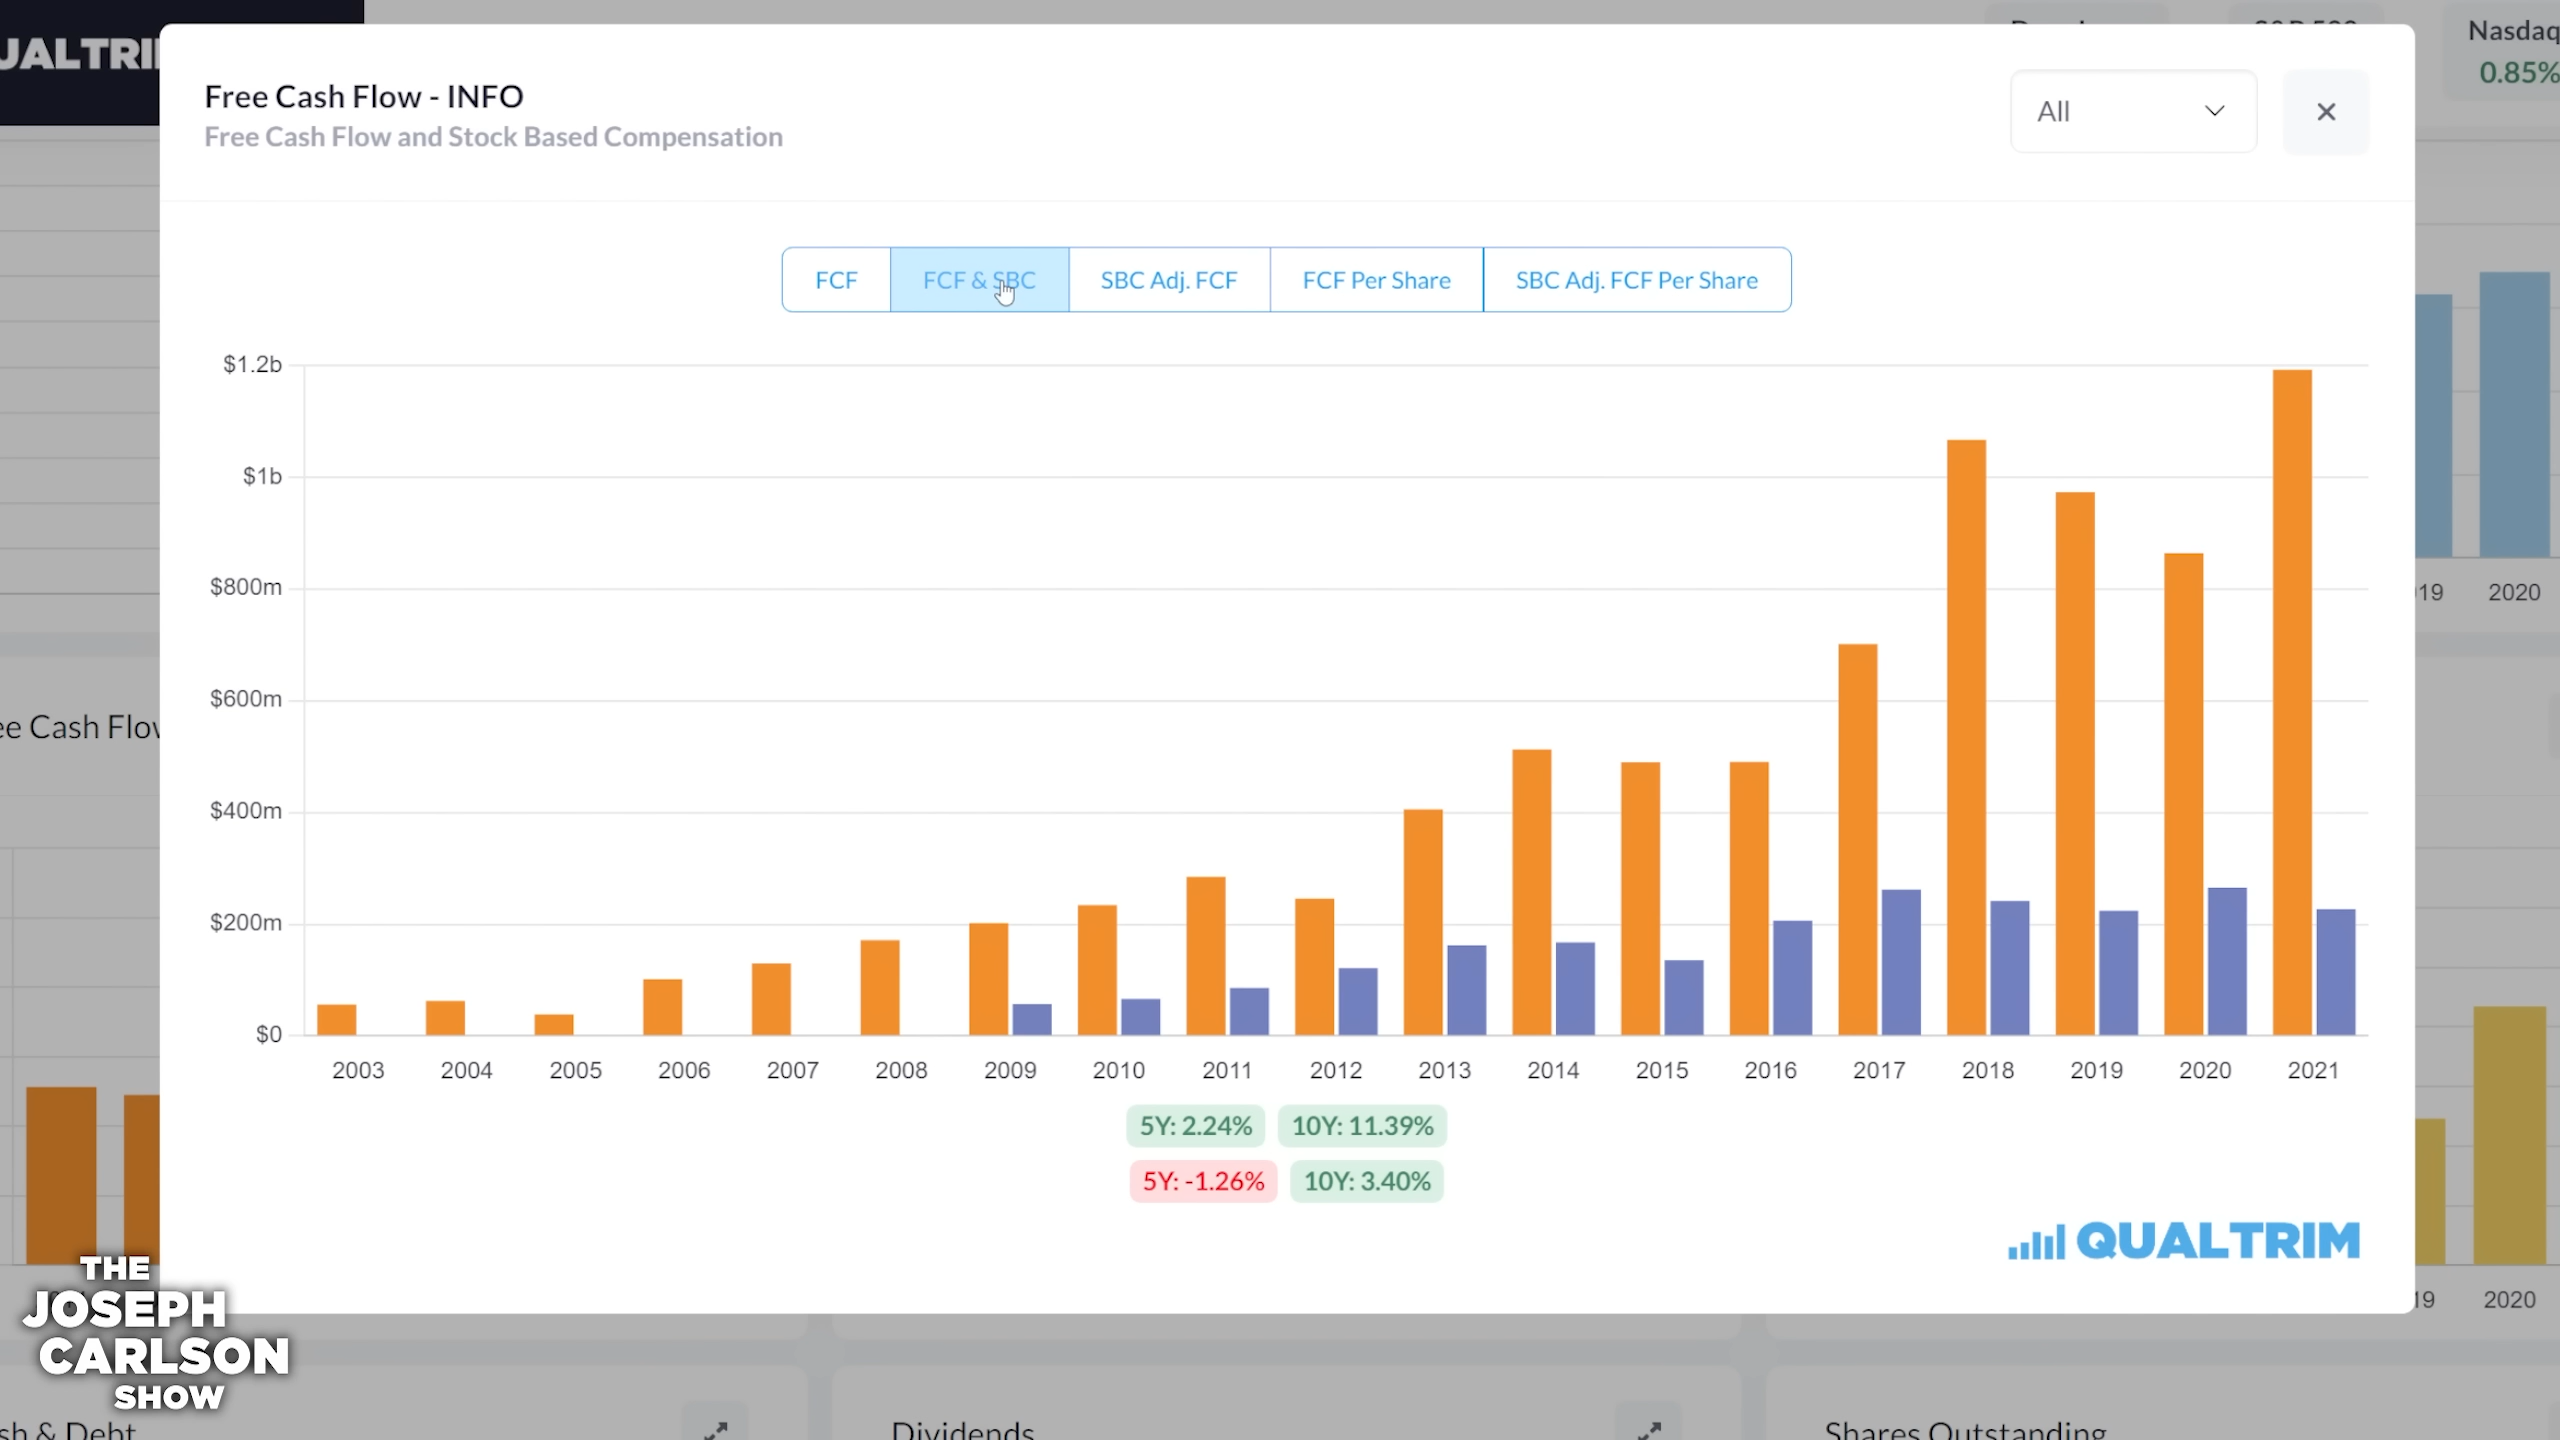 Nasdaq
0.85%
Free Cash Flow - INFO
Free Cash Flow and Stock Based Compensation
All
FCF
FCF & SBC
SBC Adj. FCF
FCF Per Share
SBC Adj. FCF Per Share
$1.2b
$1b
$800m
$600m
$400m
$200m
$0
2003 2004 2005 2006 2007 2008 2009 2010 2011 2012 2013 2014 2015 2016 2017 2018 2019 2020 2021
5Y: 2.24% 10Y: 11.39%
5Y: -1.26% 10Y: 3.40%
QUALTRIM
UALTRI
ee Cash Flo
19 2020
19 2020
THE
JOSEPH
CARLSON
SHOW
sh & Debt
Dividends
Shares Outstanding